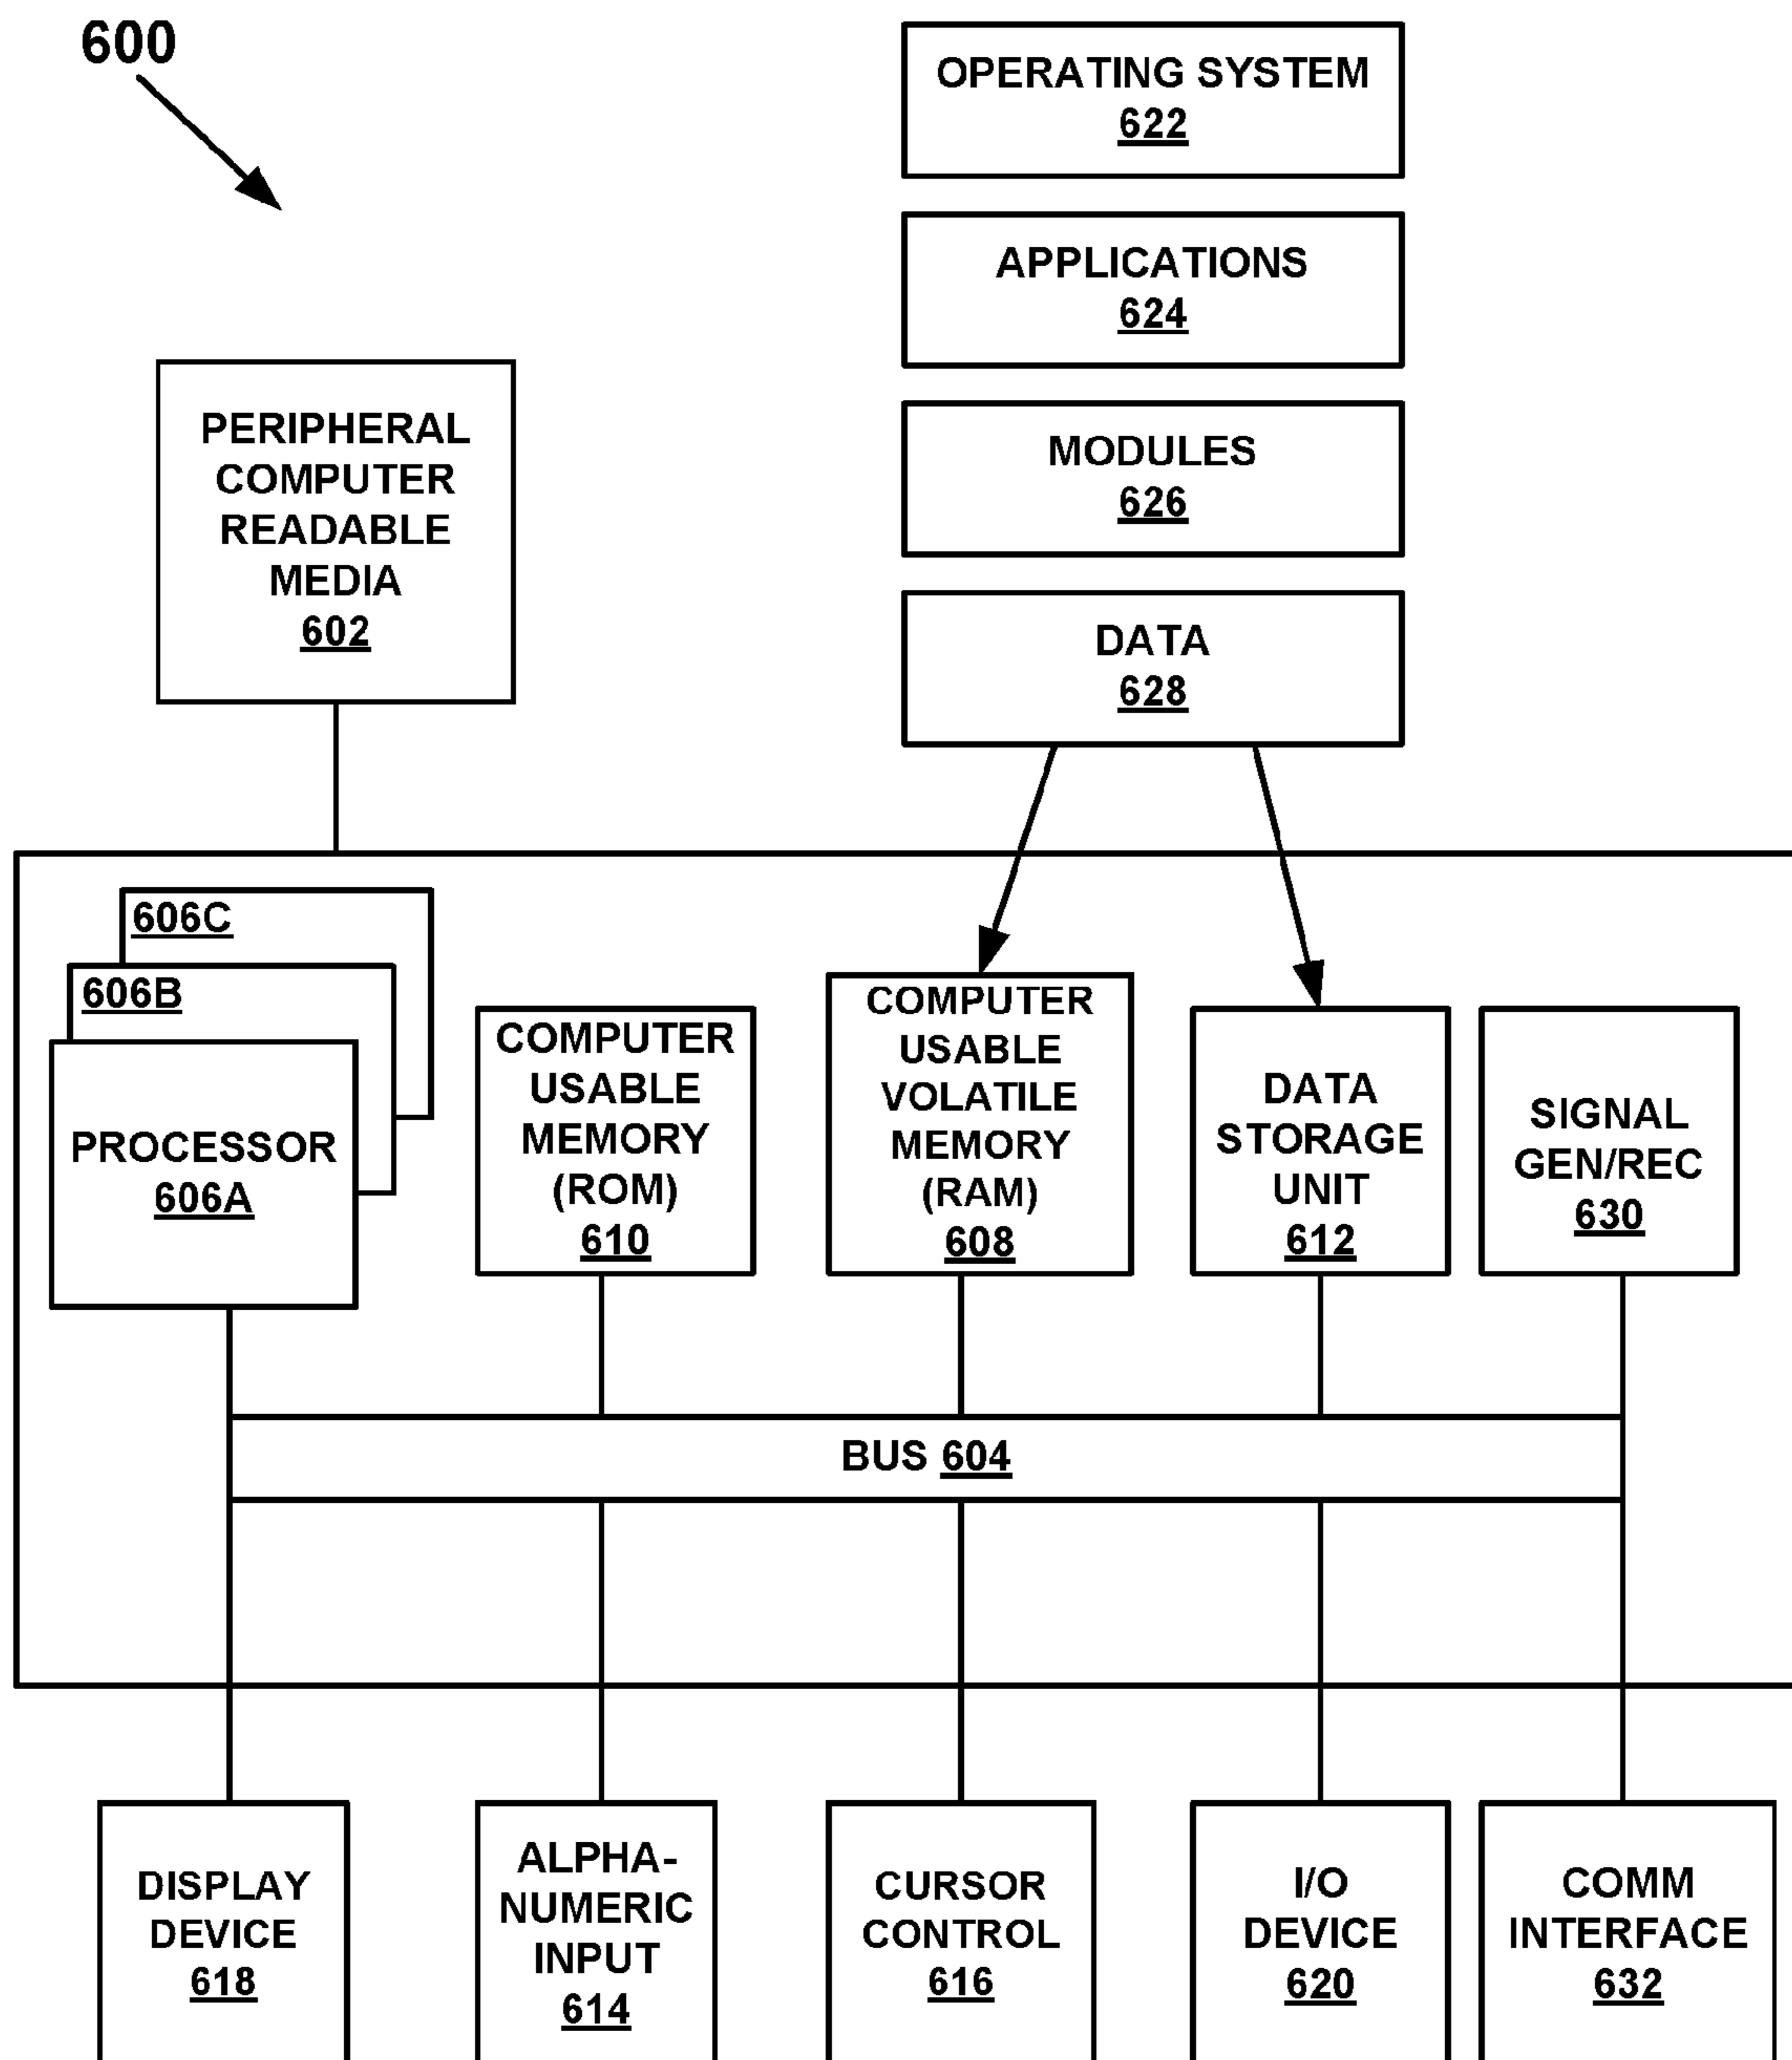 600
OPERATING SYSTEM
622
APPLICATIONS
624
MODULES
626
DATA
628
PERIPHERAL
COMPUTER
READABLE
MEDIA
602
606C
606B
PROCESSOR
606A
COMPUTER
USABLE
MEMORY
(ROM)
610
COMPUTER
USABLE
VOLATILE
MEMORY
(RAM)
608
DATA
STORAGE
UNIT
612
SIGNAL
GEN/REC
630
BUS 604
DISPLAY
DEVICE
618
ALPHA-
NUMERIC
INPUT
614
CURSOR
CONTROL
616
I/O
DEVICE
620
COMM
INTERFACE
632